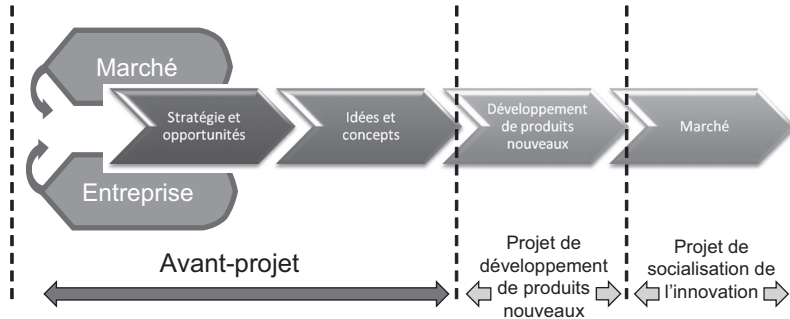 Marché
Entreprise
Stratégie et
opportunités
Idées et
concepts
Développement
de produits
nouveaux
Marché
Avant-projet
Projet de
développement
de produits
nouveaux
Projet de
socialisation de
l'innovation